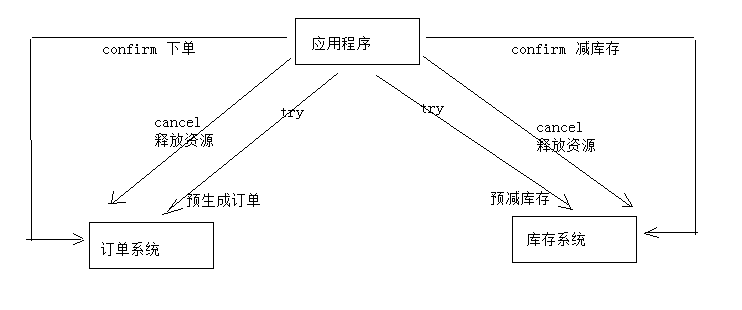 应用程序
confirm 下单
confirm 减库存
try
try
cancel
释放资源
cancel
释放资源
预生成订单
预减库存
订单系统
库存系统